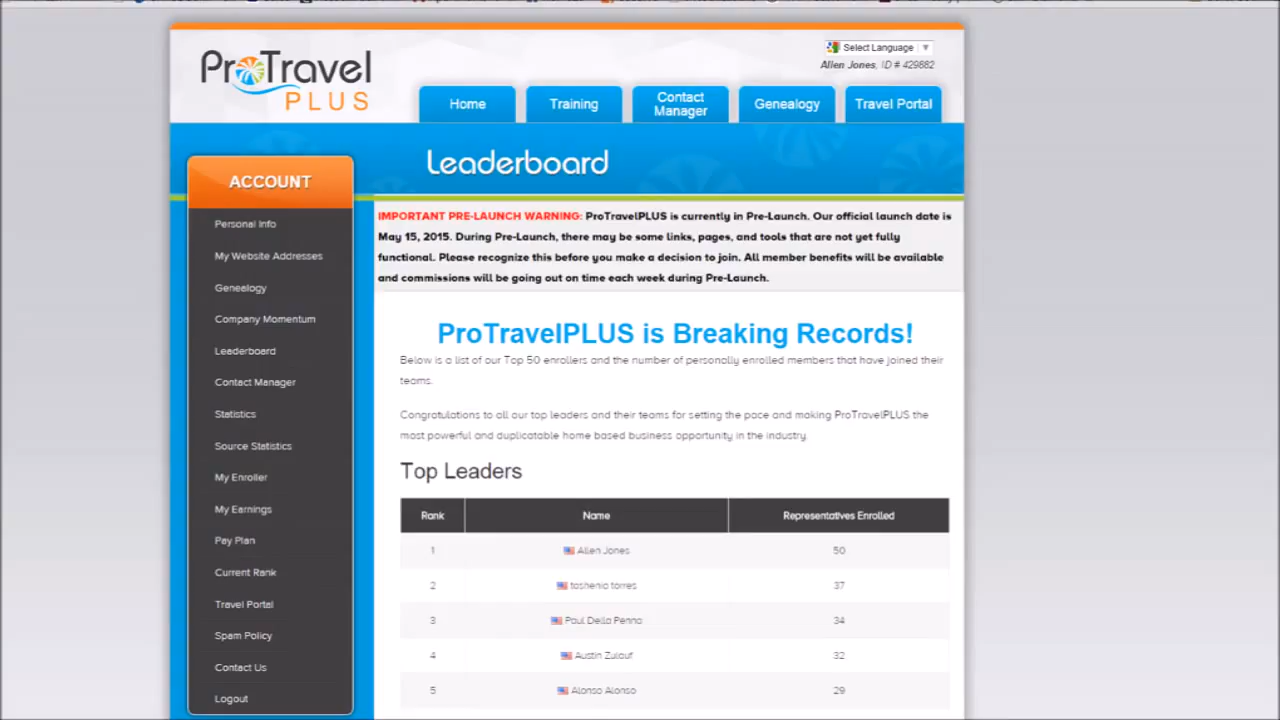 ProTravel
PLUS
Select Language ▼
Allen Jones, ID # 429882
Home
Training
Contact
Manager
Genealogy
Travel Portal
Leaderboard
ACCOUNT
Personal Info
My Website Addresses
Genealogy
Company Momentum
Leaderboard
Contact Manager
Statistics
Source Statistics
My Enroller
My Earnings
Pay Plan
Current Rank
Travel Portal
Spam Policy
Contact Us
Logout
IMPORTANT PRE-LAUNCH WARNING: ProTravelPLUS is currently in Pre-Launch. Our official launch date is
May 15, 2015. During Pre-Launch, there may be some links, pages, and tools that are not yet fully
functional. Please recognize this before you make a decision to join. All member benefits will be available
and commissions will be going out on time each week during Pre-Launch.
ProTravelPLUS is Breaking Records!
Below is a list of our Top 50 enrollers and the number of personally enrolled members that have joined their
teams.
Congratulations to all our top leaders and their teams for setting the pace and making ProTravelPLUS the
most powerful and duplicatable home based business opportunity in the industry.
Top Leaders
Rank Name Representatives Enrolled
1 Allen Jones 50
2 toshenia torres 37
3 Paul Della Penna 34
4 Austin Zulauf 32
5 Alonso Alonso 29